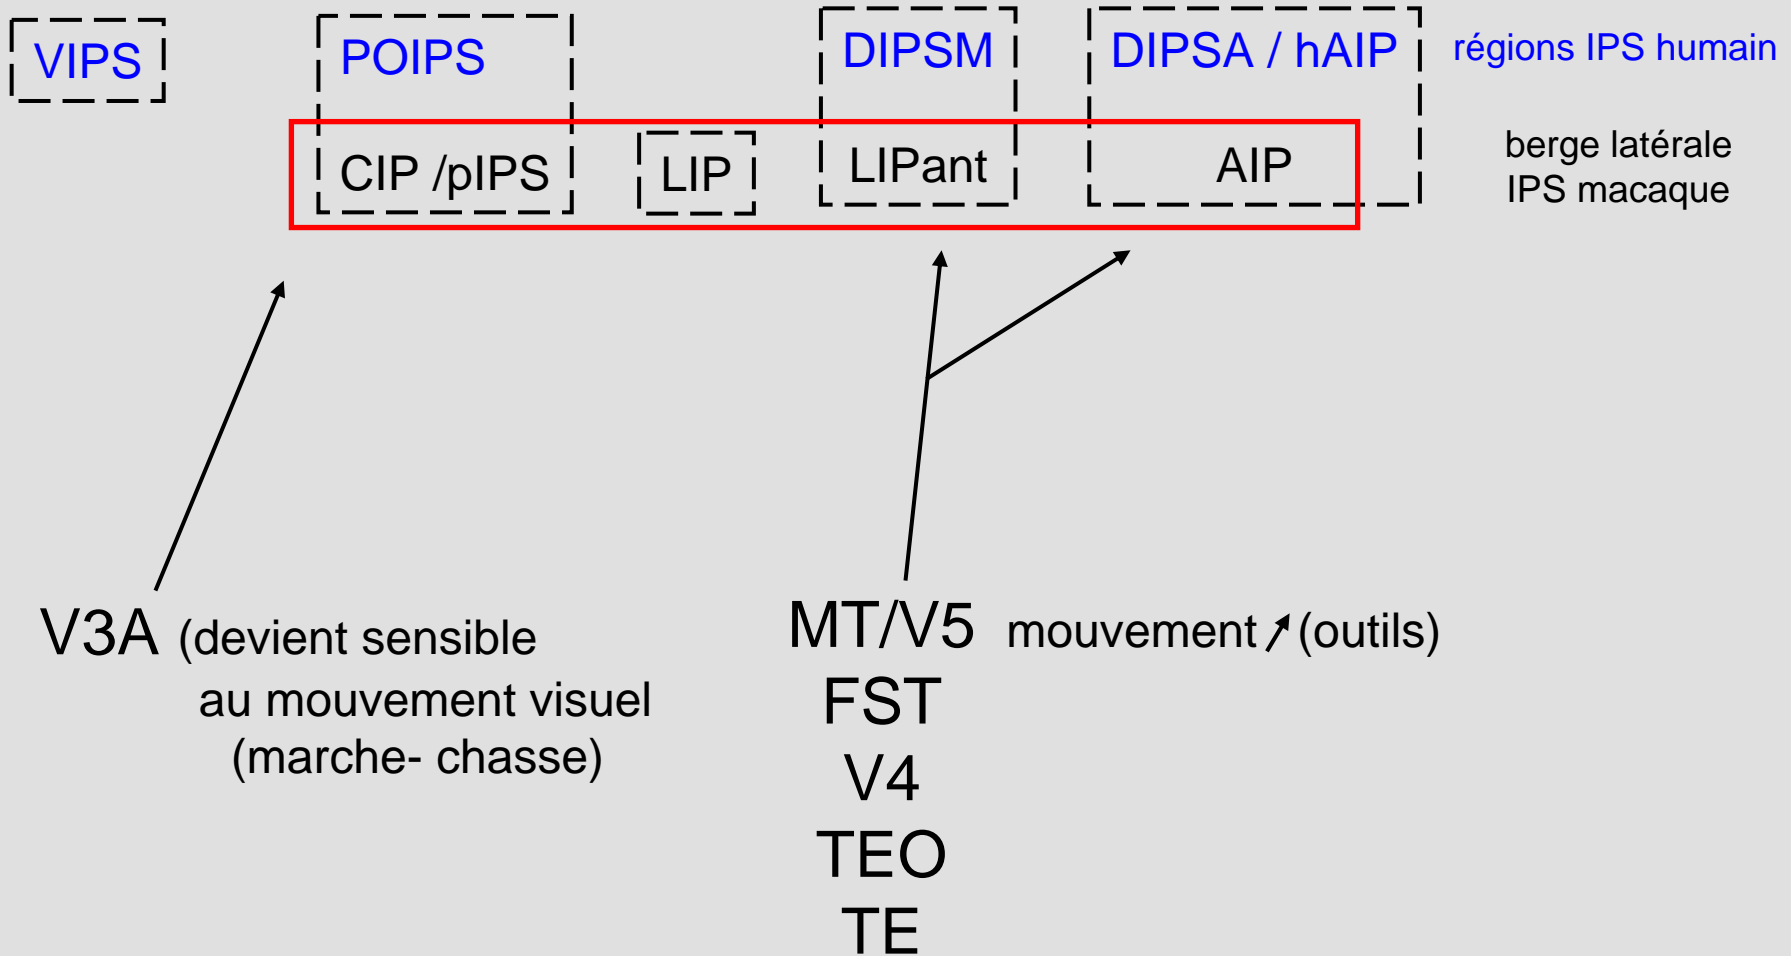 VIPS
POIPS
DIPSM
DIPSA / hAIP
régions IPS humain
CIP /pIPS
LIP
LIPant
AIP
berge latérale
IPS macaque
V3A (devient sensible
au mouvement visuel
(marche- chasse)
MT/V5 mouvement (outils)
FST
V4
TEO
TE